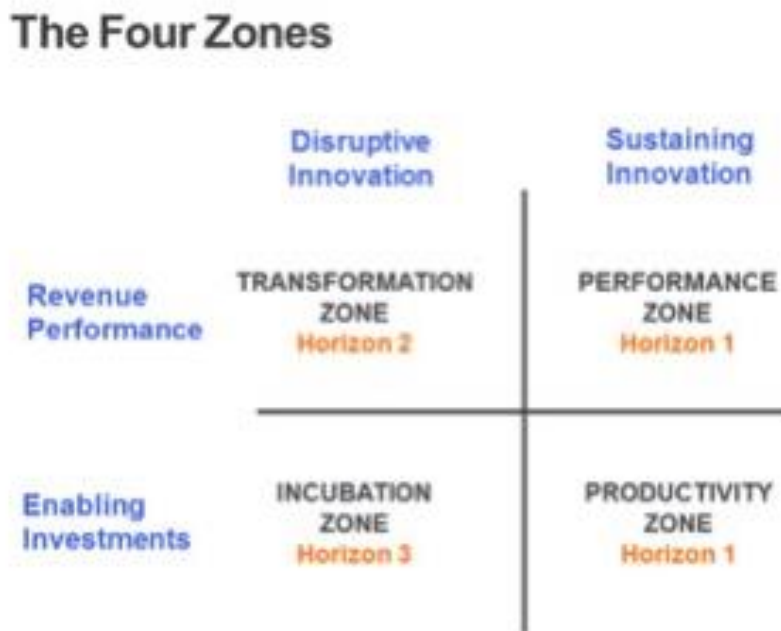 The Four Zones
Disruptive
Innovation
Sustaining
Innovation
Revenue
Performance
TRANSFORMATION
ZONE
Horizon 2
PERFORMANCE
ZONE
Horizon 1
Enabling
Investments
INCUBATION
ZONE
Horizon 3
PRODUCTIVITY
ZONE
Horizon 1